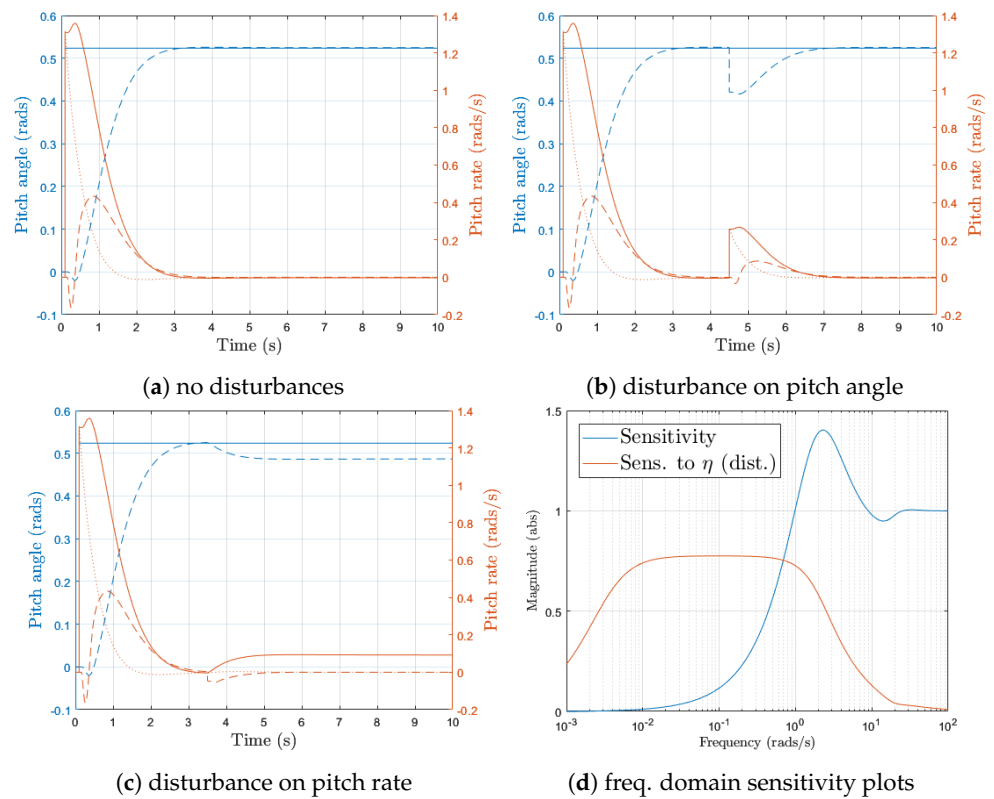 0.6
0.5
0.4
0.3
0.2
0.1
0
-0.1
Pitch angle (rads)
1.4
1.2
1
0.8
0.6
0.4
0.2
0
-0.2
Pitch rate (rads/s)
0 1 2 3 4 5 6 7 8 9 10
Time (s)
(a) no disturbances
0.6
0.5
0.4
0.3
0.2
0.1
0
-0.1
Pitch angle (rads)
1.4
1.2
1
0.8
0.6
0.4
0.2
0
-0.2
Pitch rate (rads/s)
0 1 2 3 4 5 6 7 8 9 10
Time (s)
(b) disturbance on pitch angle
0.6
0.5
0.4
0.3
0.2
0.1
0
-0.1
Pitch angle (rads)
1.4
1.2
1
0.8
0.6
0.4
0.2
0
-0.2
Pitch rate (rads/s)
0 1 2 3 4 5 6 7 8 9 10
Time (s)
(c) disturbance on pitch rate
1.5
1
0.5
0
Magnitude (abs)
Sensitivity
Sens. to η (dist.)
10⁻³ 10⁻² 10⁻¹ 10⁰ 10¹ 10²
Frequency (rads/s)
(d) freq. domain sensitivity plots